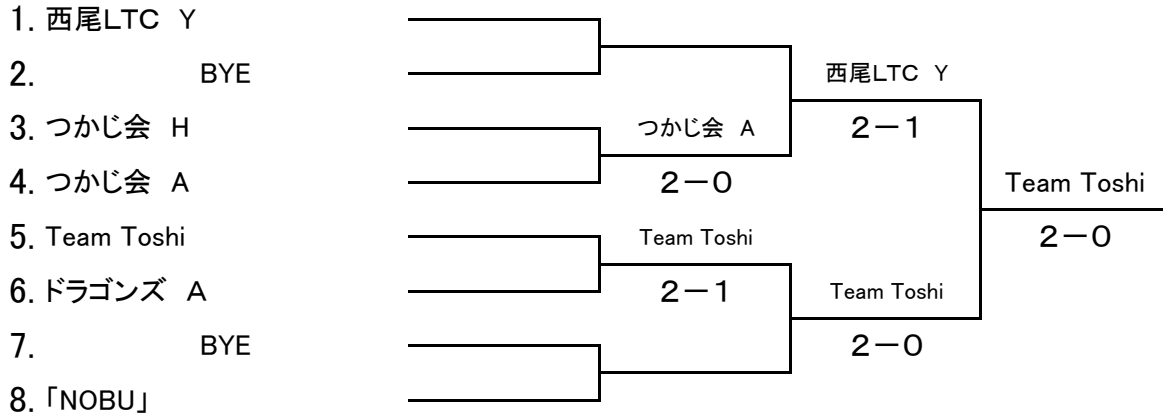 1. 西尾LTC Y
2. BYE
西尾LTC Y
3. つかじ会 H
つかじ会 A
2－1
4. つかじ会 A
2－0
Team Toshi
5. Team Toshi
Team Toshi
2－0
6. ドラゴンズ A
2－1
Team Toshi
7. BYE
2－0
8. 「NOBU」